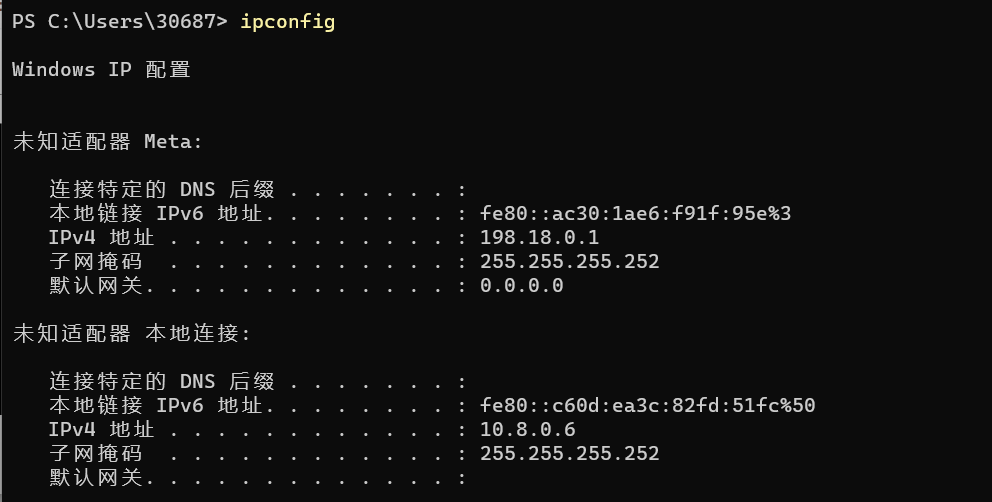 PS C:\Users\30687> ipconfig
Windows IP 配置
未知适配器 Meta:
连接特定的 DNS 后缀 . . . . . . . :
本地链接 IPv6 地址. . . . . . . . : fe80::ac30:1ae6:f91f:95e%3
IPv4 地址 . . . . . . . . . . . . : 198.18.0.1
子网掩码  . . . . . . . . . . . . : 255.255.255.252
默认网关. . . . . . . . . . . . . : 0.0.0.0
未知适配器 本地连接:
连接特定的 DNS 后缀 . . . . . . . :
本地链接 IPv6 地址. . . . . . . . : fe80::c60d:ea3c:82fd:51fc%50
IPv4 地址 . . . . . . . . . . . . : 10.8.0.6
子网掩码  . . . . . . . . . . . . : 255.255.255.252
默认网关. . . . . . . . . . . . . :